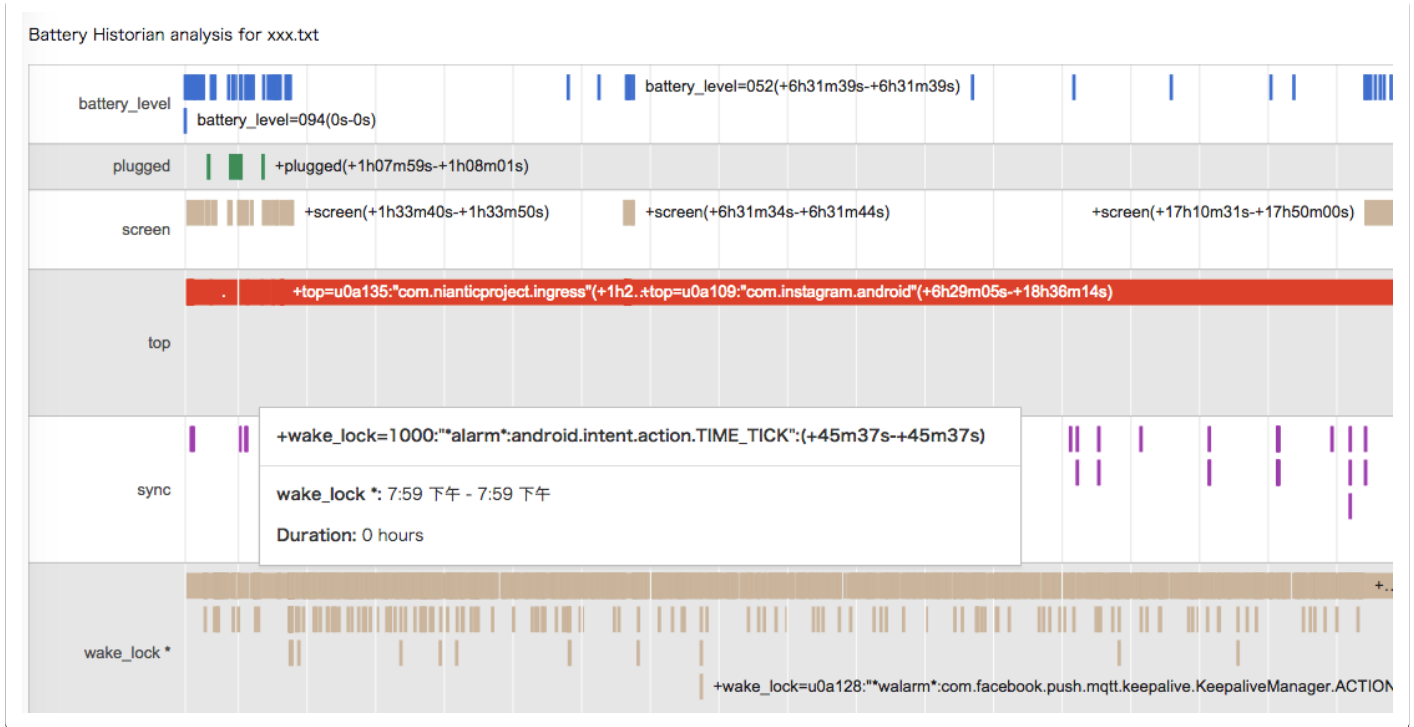 Battery Historian analysis for xxx.txt
battery_level
battery_level=052(+6h31m39s-+6h31m39s)
battery_level=094(0s-0s)
plugged
+plugged(+1h07m59s-+1h08m01s)
screen
+screen(+1h33m40s-+1h33m50s)
+screen(+6h31m34s-+6h31m44s)
+screen(+17h10m31s-+17h50m00s)
top
.
+top=u0a135:"com.nianticproject.ingress"(+1h2..
+top=u0a109:"com.instagram.android"(+6h29m05s-+18h36m14s)
sync
+wake_lock=1000:"*alarm*:android.intent.action.TIME_TICK":(+45m37s-+45m37s)
wake_lock *: 7:59 下午 - 7:59 下午
Duration: 0 hours
wake_lock *
+..
+wake_lock=u0a128:"*walarm*:com.facebook.push.mqtt.keepalive.KeepaliveManager.ACTION